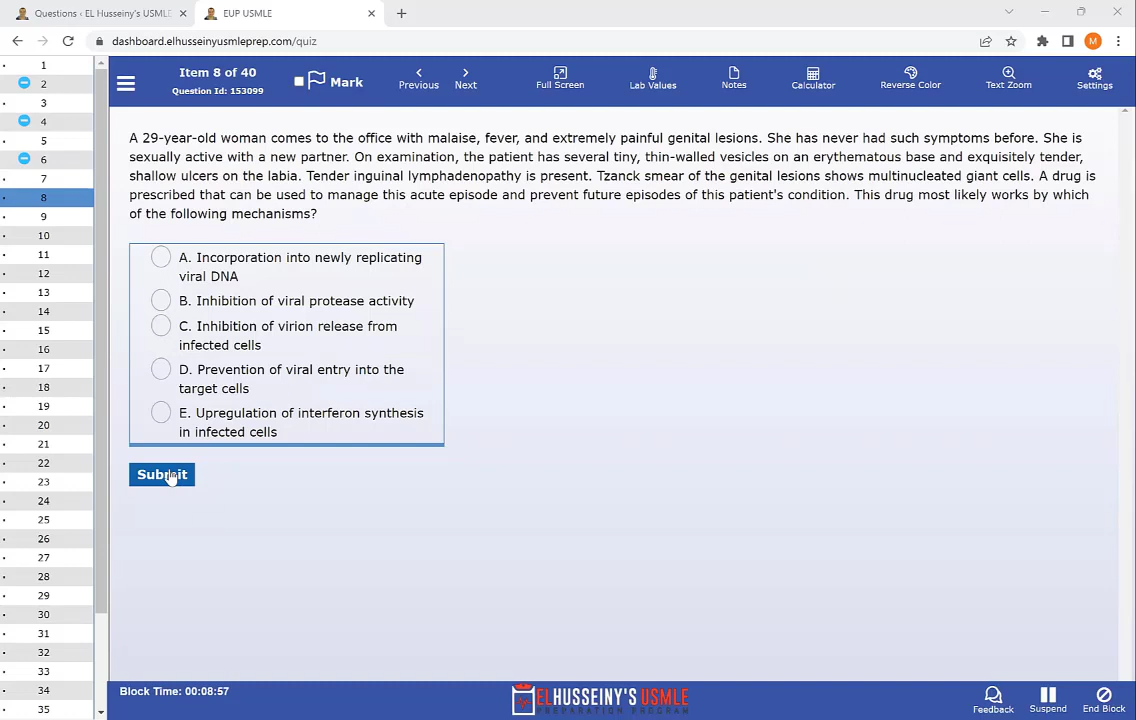 Questions ‹ EL Husseiny's USMLE
EUP USMLE
dashboard.elhusseinyusmleprep.com/quiz
M
Item 8 of 40
Question Id: 153099
Mark
Previous
Next
Full Screen
Lab Values
Notes
Calculator
Reverse Color
Text Zoom
Settings
1
2
3
4
5
6
7
8
9
10
11
12
13
14
15
16
17
18
19
20
21
22
23
24
25
26
27
28
29
30
31
32
33
34
35
A 29-year-old woman comes to the office with malaise, fever, and extremely painful genital lesions. She has never had such symptoms before. She is
sexually active with a new partner. On examination, the patient has several tiny, thin-walled vesicles on an erythematous base and exquisitely tender,
shallow ulcers on the labia. Tender inguinal lymphadenopathy is present. Tzanck smear of the genital lesions shows multinucleated giant cells. A drug is
prescribed that can be used to manage this acute episode and prevent future episodes of this patient's condition. This drug most likely works by which
of the following mechanisms?
A. Incorporation into newly replicating
viral DNA
B. Inhibition of viral protease activity
C. Inhibition of virion release from
infected cells
D. Prevention of viral entry into the
target cells
E. Upregulation of interferon synthesis
in infected cells
Submit
Block Time: 00:08:57
ELHUSSEINY'S USMLE
PREPARATION PROGRAM
Feedback
Suspend
End Block